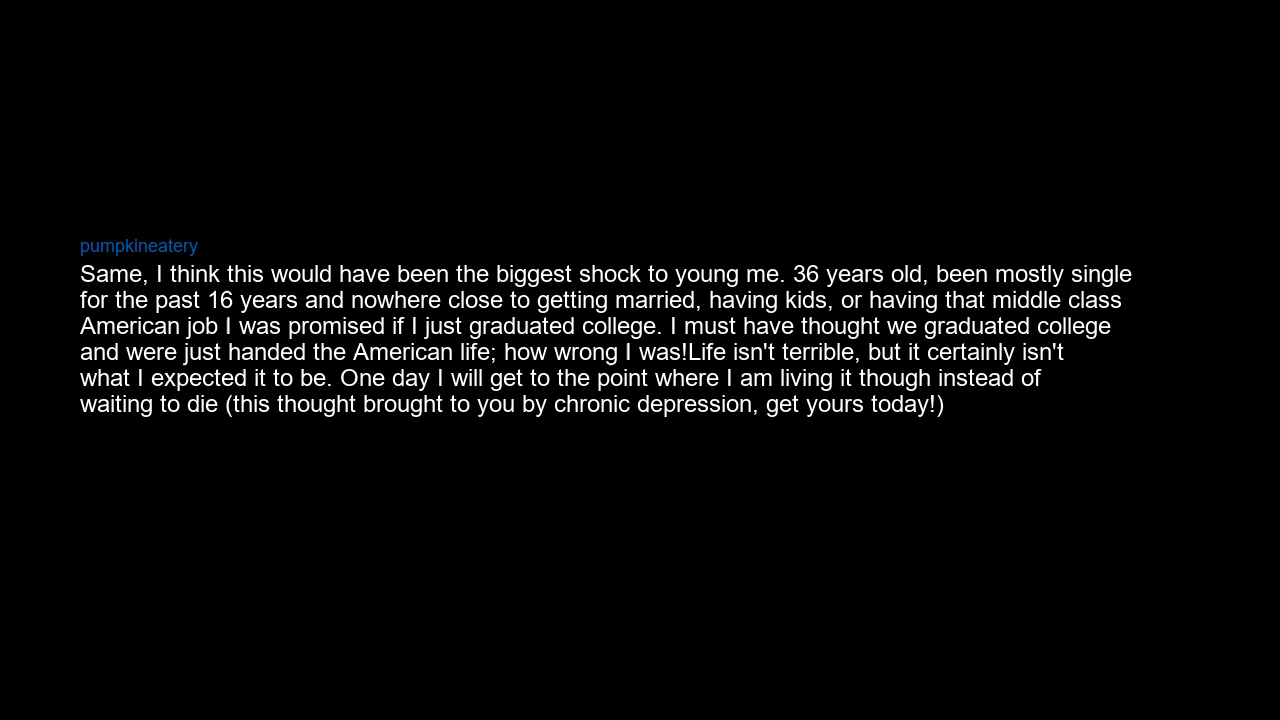 pumpkineatery
Same, I think this would have been the biggest shock to young me. 36 years old, been mostly single
for the past 16 years and nowhere close to getting married, having kids, or having that middle class
American job I was promised if I just graduated college. I must have thought we graduated college
and were just handed the American life; how wrong I was!Life isn't terrible, but it certainly isn't
what I expected it to be. One day I will get to the point where I am living it though instead of
waiting to die (this thought brought to you by chronic depression, get yours today!)